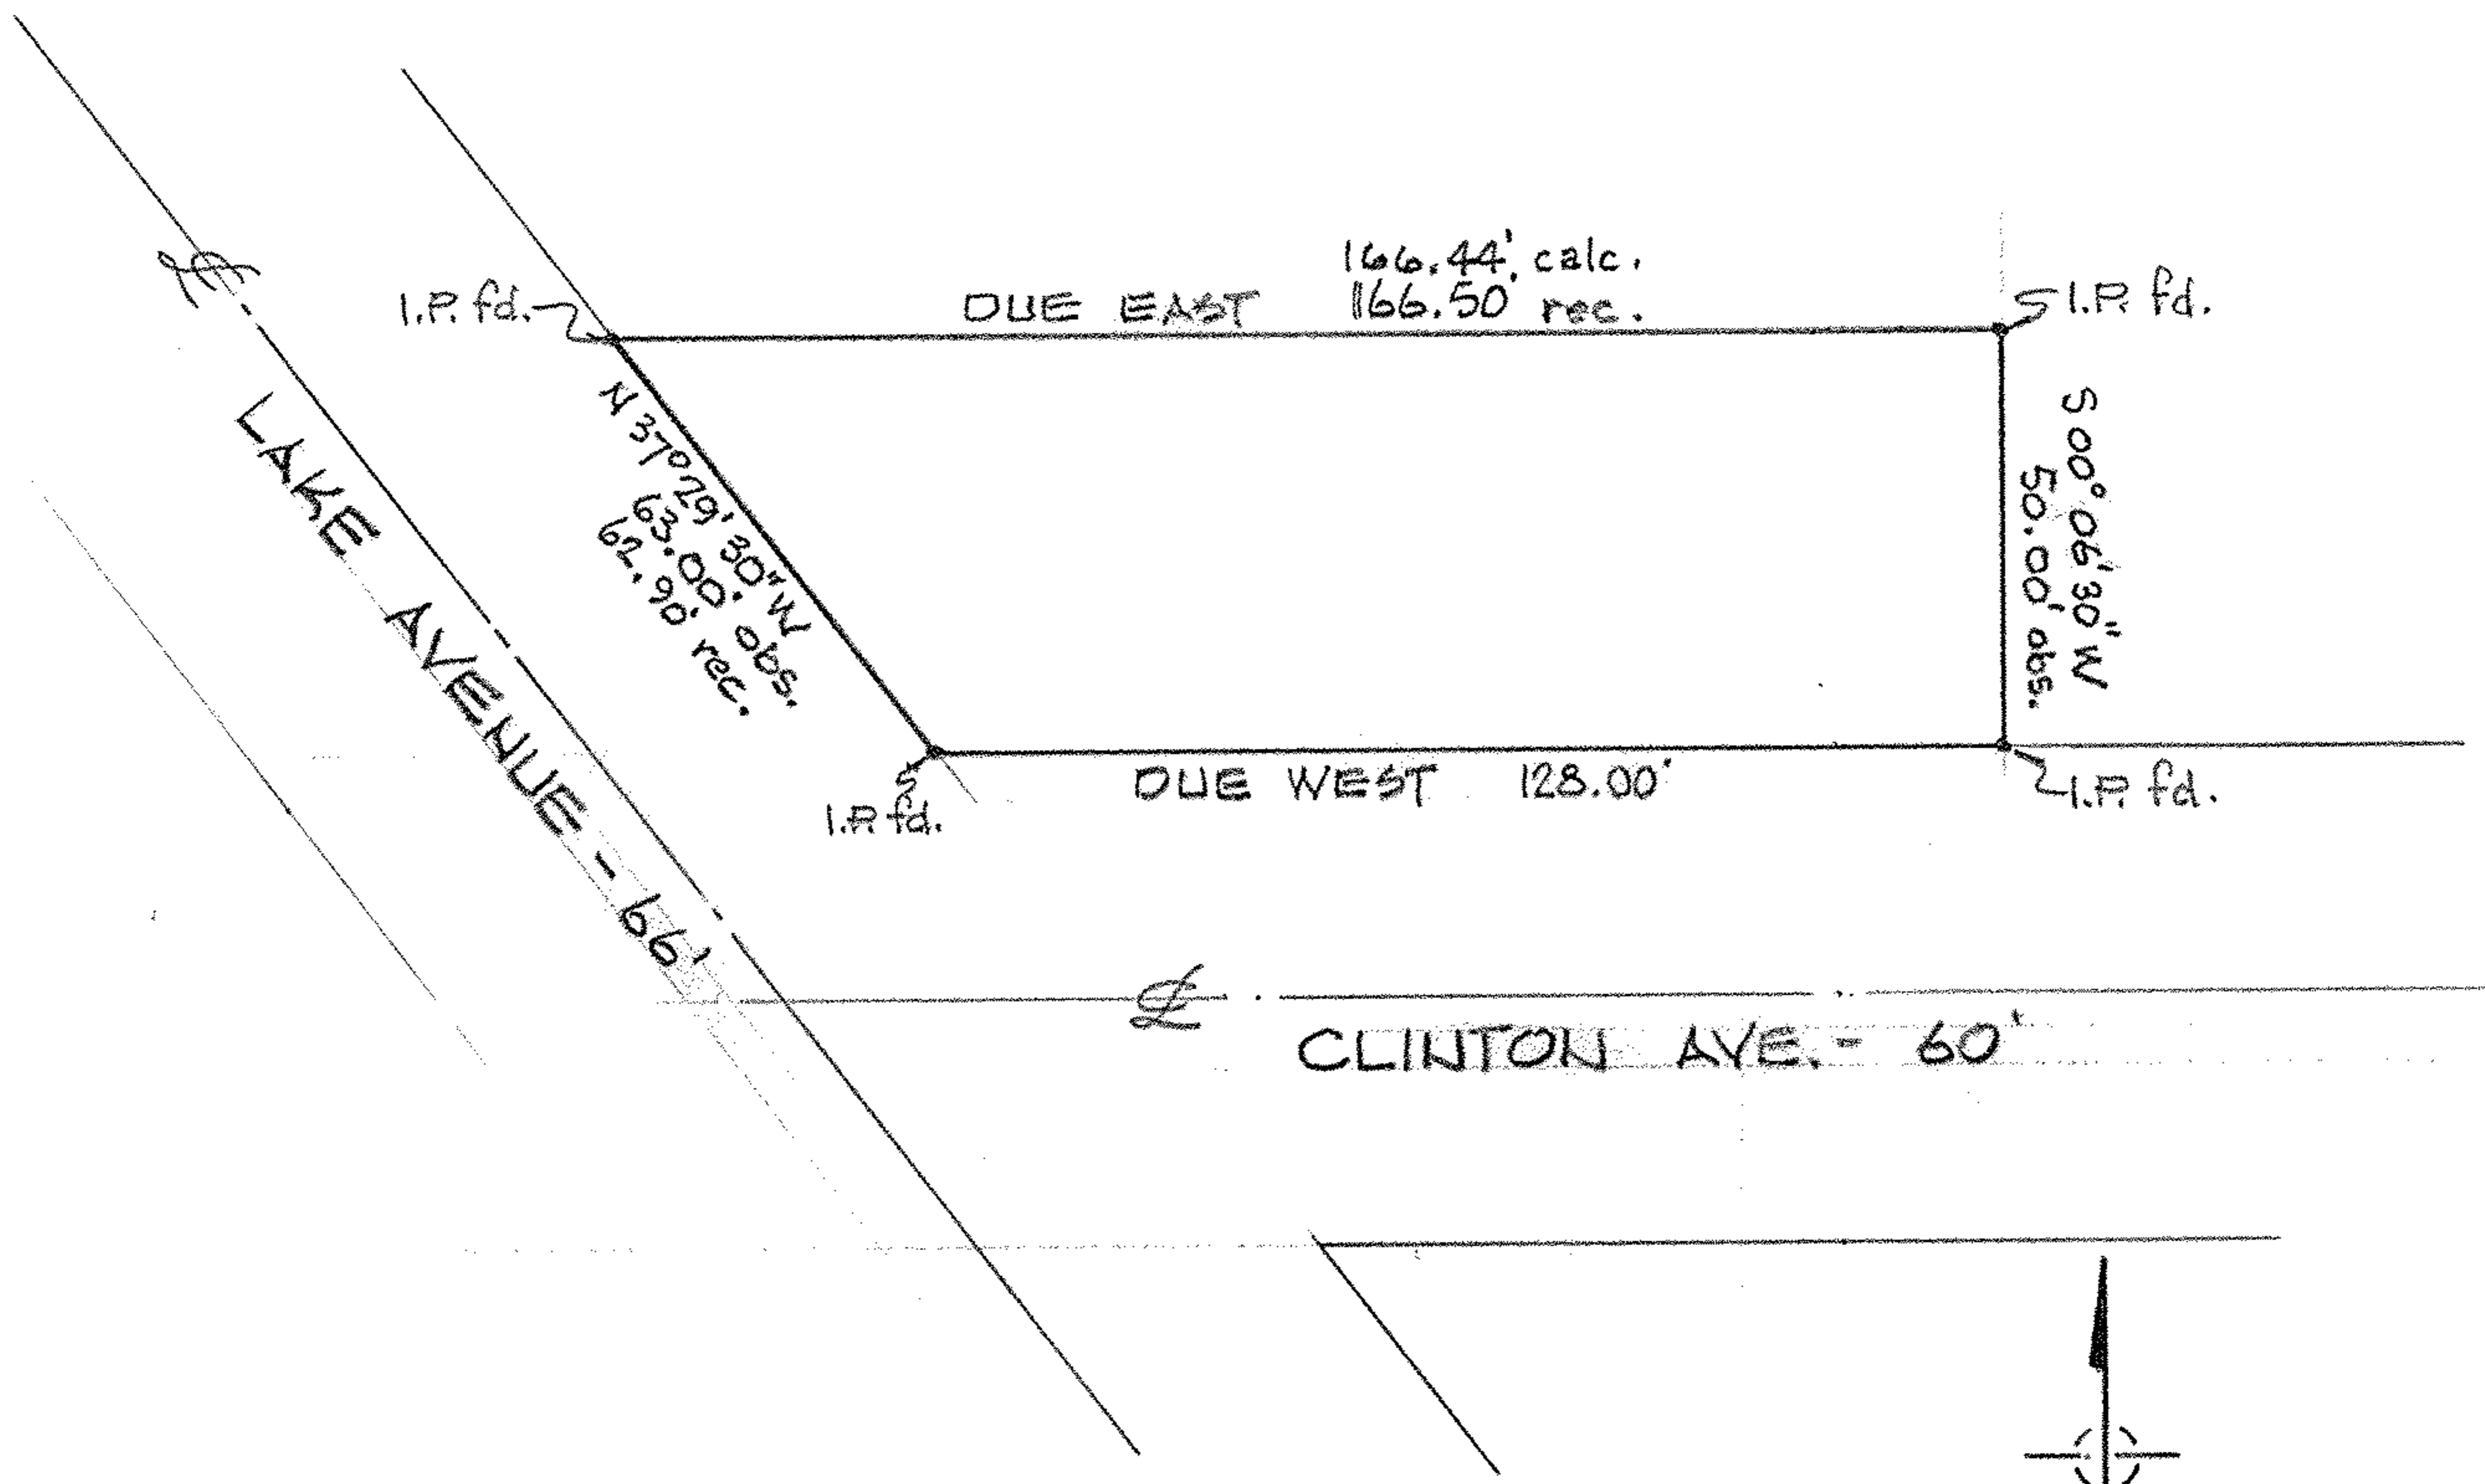 166.44' calc.
DUE EAST 166.50' rec.
I.P. fd.
I.P. fd.
N 37° 29' 30" W
63.00' obs.
62.90' rec.
S 00° 06' 30" W
50.00' obs.
I.P. fd.
DUE WEST 128.00'
I.P. fd.
℄
LAKE AVENUE - 66'
℄
CLINTON AVE. - 60'